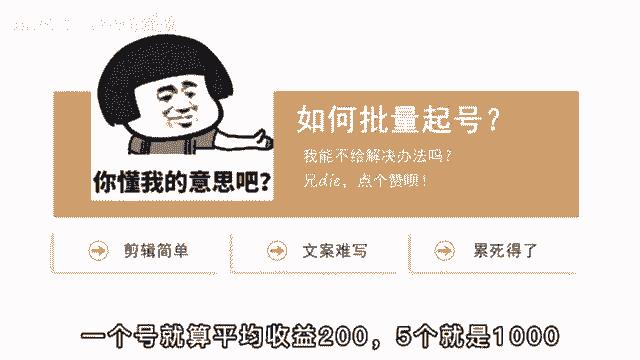 如何批量起号?
我能不给解决办法吗?
兄die,点个赞呗!
你懂我的意思吧?
剪辑简单
文案难写
累死得了
一个号就算平均收益200,5个就是1000